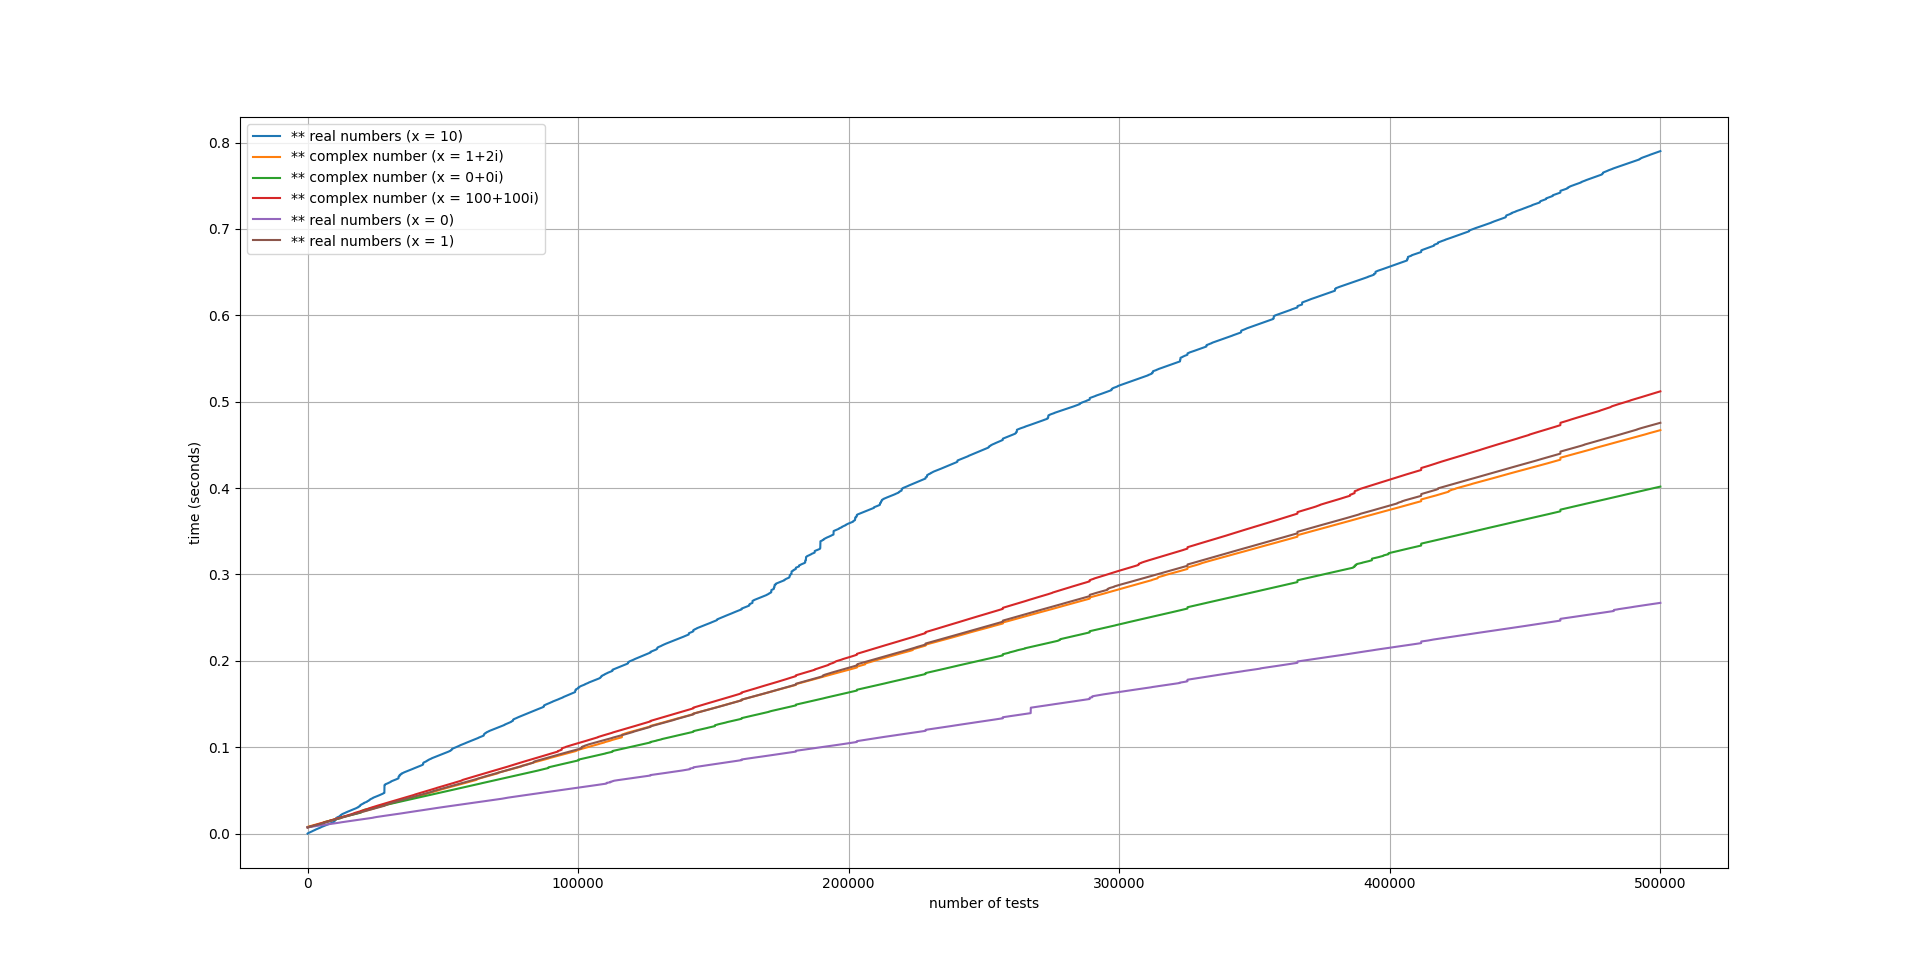 ** real numbers (x = 10)
** complex number (x = 1+2i)
** complex number (x = 0+0i)
** complex number (x = 100+100i)
** real numbers (x = 0)
** real numbers (x = 1)
0.8
0.7
0.6
0.5
0.4
0.3
0.2
0.1
0.0
time (seconds)
0 100000 200000 300000 400000 500000
number of tests